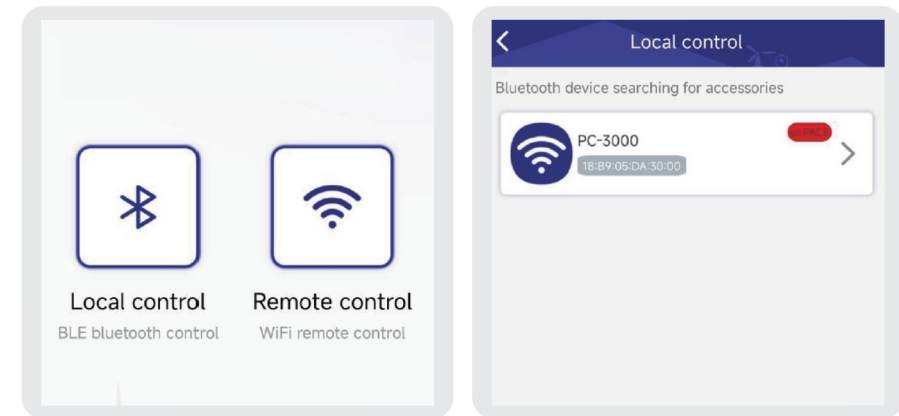 Local control
BLE bluetooth control
Remote control
WiFi remote control
Local control
Bluetooth device searching for accessories
PC-3000
18:B9:05:DA:30:00